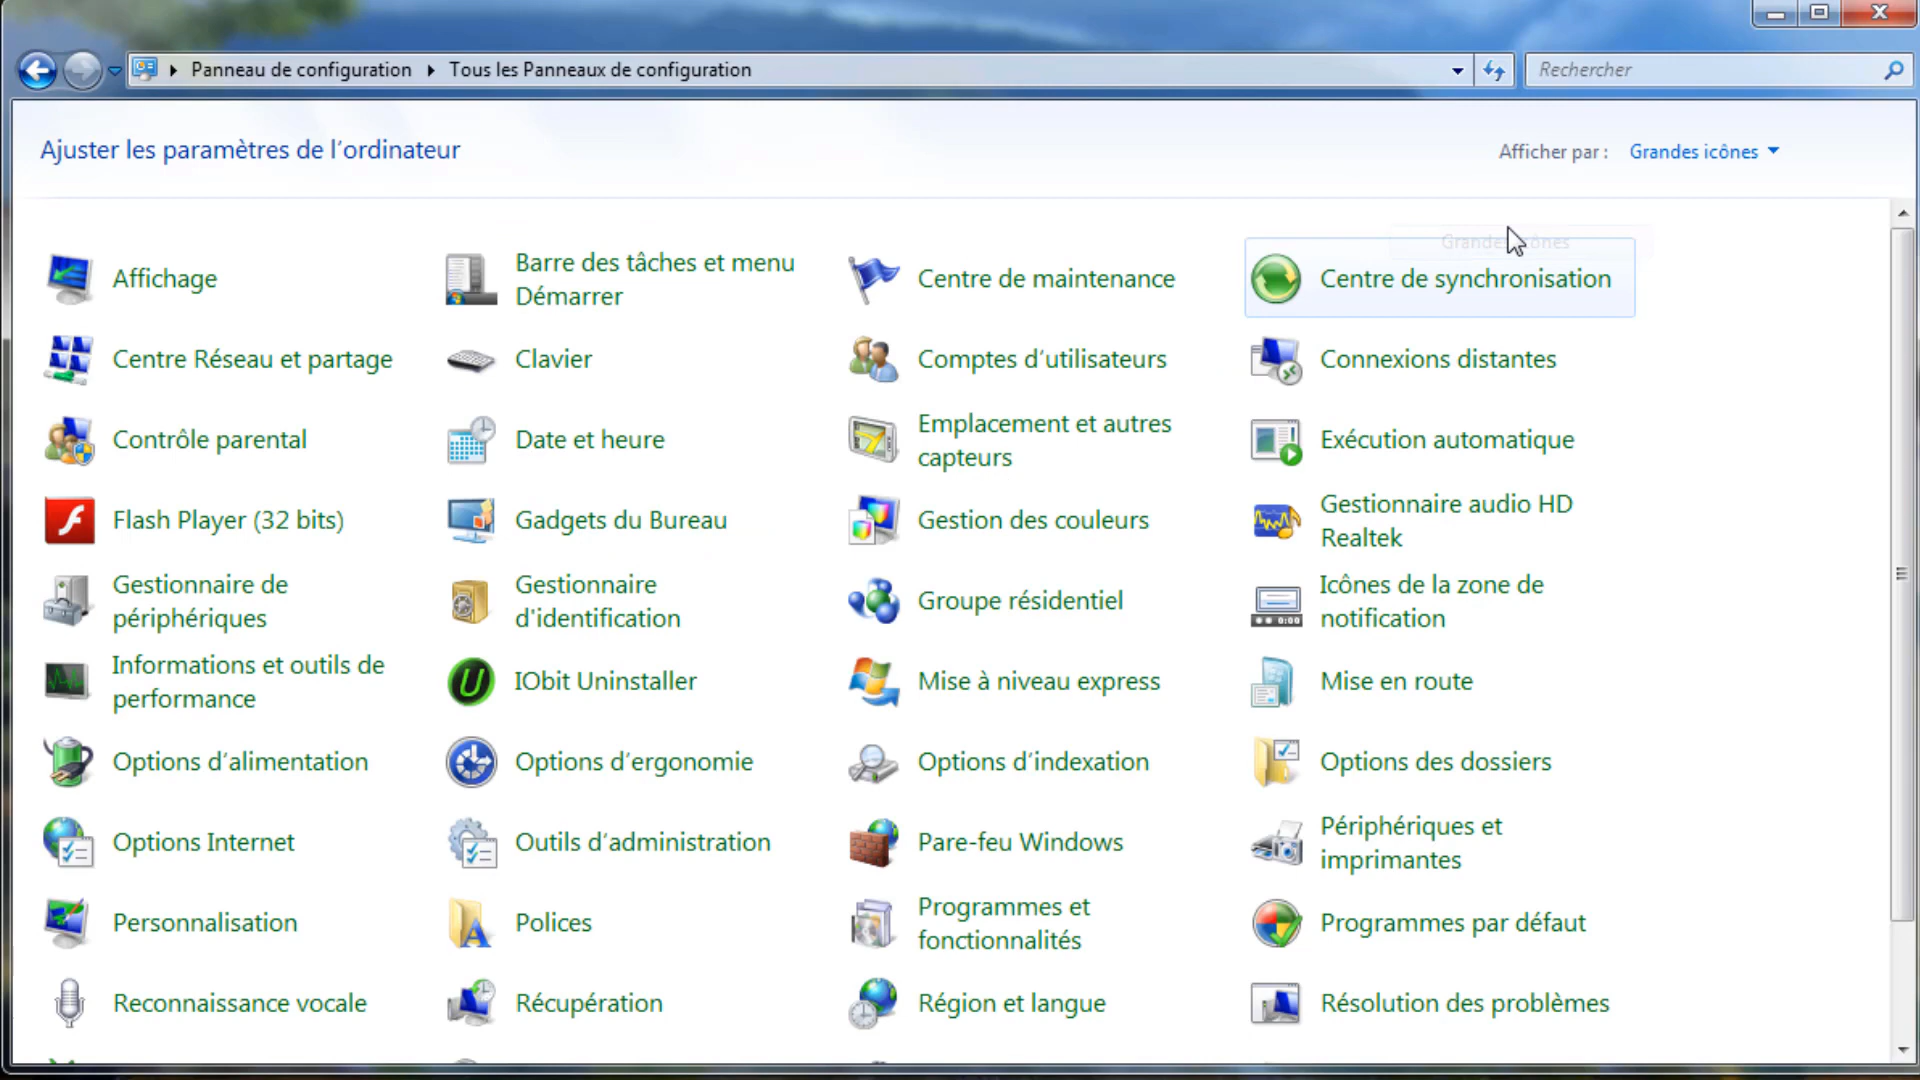 Panneau de configuration Tous les Panneaux de configuration
Rechercher
Ajuster les paramètres de l'ordinateur
Afficher par : Grandes icônes
Affichage
Barre des tâches et menu
Démarrer
Centre de maintenance
Grandes icônes
Centre de synchronisation
Centre Réseau et partage
Clavier
Comptes d'utilisateurs
Connexions distantes
Contrôle parental
Date et heure
Emplacement et autres
capteurs
Exécution automatique
Flash Player (32 bits)
Gadgets du Bureau
Gestion des couleurs
Gestionnaire audio HD
Realtek
Gestionnaire de
périphériques
Gestionnaire
d'identification
Groupe résidentiel
Icônes de la zone de
notification
Informations et outils de
performance
IObit Uninstaller
Mise à niveau express
Mise en route
Options d'alimentation
Options d'ergonomie
Options d'indexation
Options des dossiers
Options Internet
Outils d'administration
Pare-feu Windows
Périphériques et
imprimantes
Personnalisation
Polices
Programmes et
fonctionnalités
Programmes par défaut
Reconnaissance vocale
Récupération
Région et langue
Résolution des problèmes